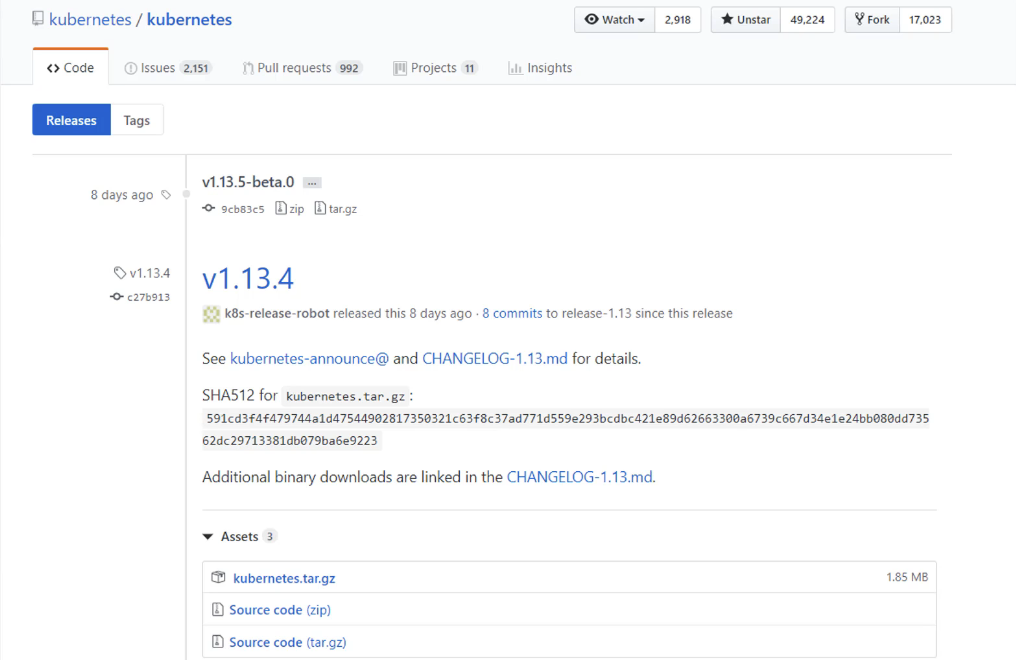 kubernetes / kubernetes
Watch 2,918 Unstar 49,224 Fork 17,023
Code Issues 2,151 Pull requests 992 Projects 11 Insights
Releases Tags
8 days ago
v1.13.5-beta.0 ...
9cb83c5 zip tar.gz
v1.13.4
c27b913
v1.13.4
k8s-release-robot released this 8 days ago · 8 commits to release-1.13 since this release
See kubernetes-announce@ and CHANGELOG-1.13.md for details.
SHA512 for kubernetes.tar.gz:
591cd3f4f479744a1d47544902817350321c63f8c37ad771d559e293bcdbc421e89d62663300a6739c667d34e1e24bb080dd735
62dc29713381db079ba6e9223
Additional binary downloads are linked in the CHANGELOG-1.13.md.
Assets 3
kubernetes.tar.gz 1.85 MB
Source code (zip)
Source code (tar.gz)